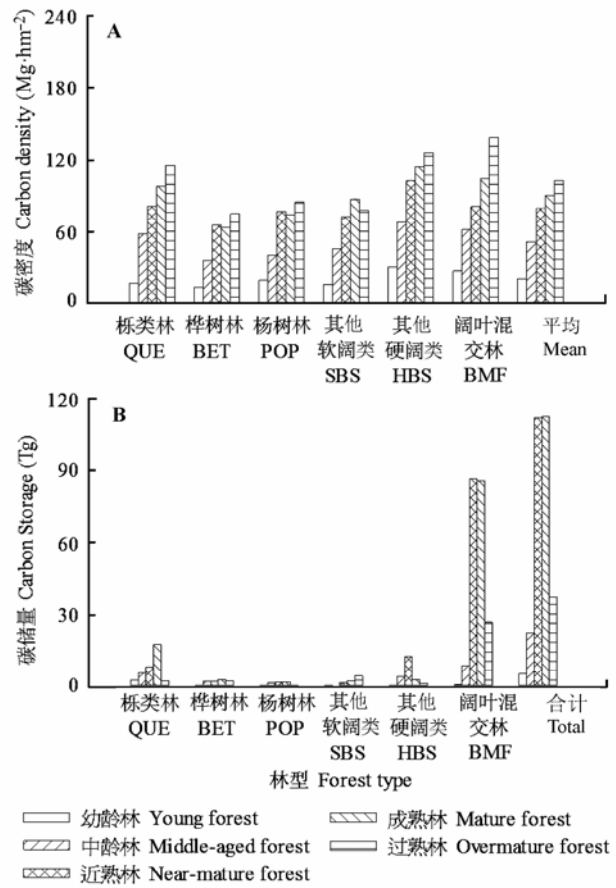 A
碳密度 Carbon density (Mg·hm⁻²)
240
180
120
60
0
栎类林
QUE
桦树林
BET
杨树林
POP
其他
软阔类
SBS
其他
硬阔类
HBS
阔叶混
交林
BMF
平均
Mean
B
碳储量 Carbon Storage (Tg)
120
90
60
30
0
栎类林
QUE
桦树林
BET
杨树林
POP
其他
软阔类
SBS
其他
硬阔类
HBS
阔叶混
交林
BMF
合计
Total
林型 Forest type
幼龄林 Young forest
中龄林 Middle-aged forest
近熟林 Near-mature forest
成熟林 Mature forest
过熟林 Overmature forest